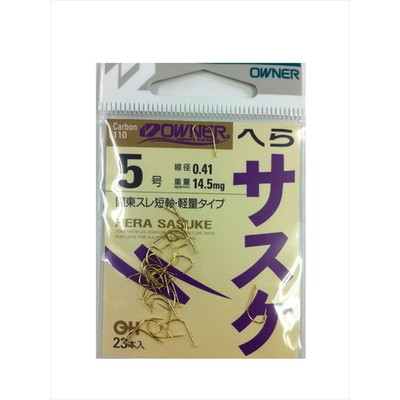 OWNER
Carbon
110
OWNER
へら
サスケ
5号
線径 0.41
重量 approx. 14.5mg
関東スレ短軸・軽量タイプ
HERA SASUKE
OH
23本入